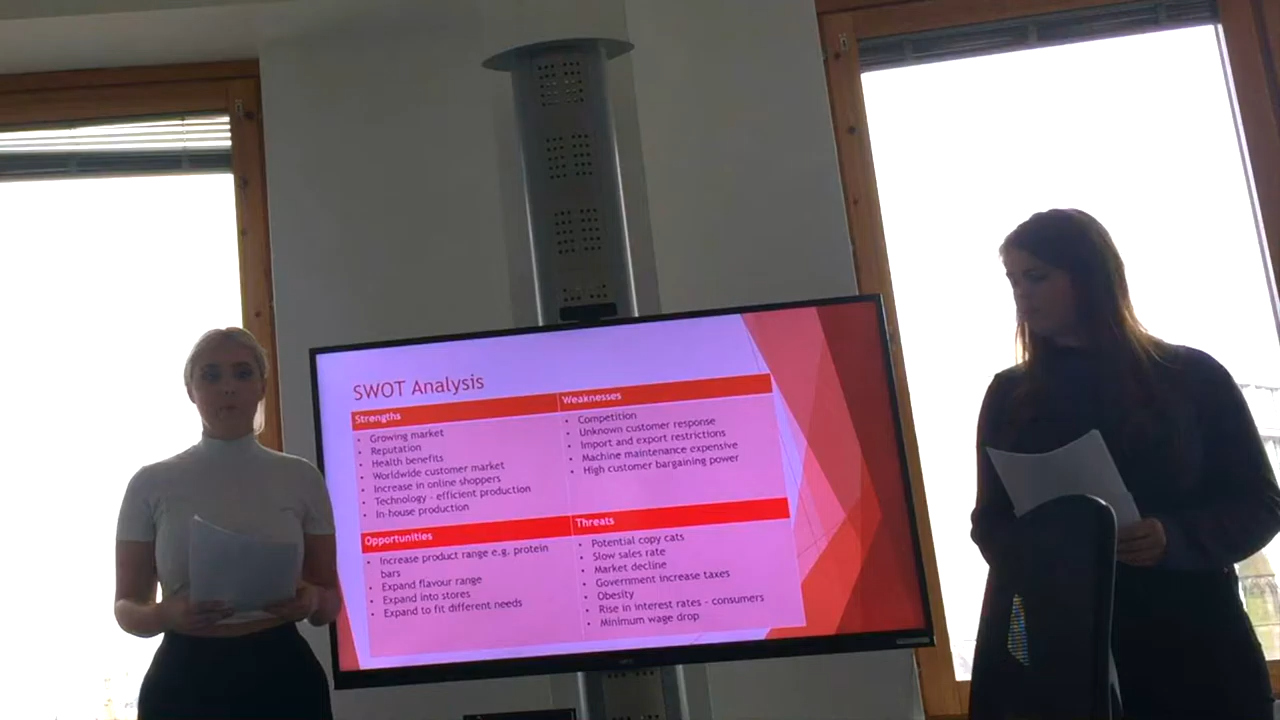 SWOT Analysis
Strengths
• Growing market
• Reputation
• Health benefits
• Worldwide customer market
• Increase in online shoppers
• Technology - efficient production
• In-house production
Weaknesses
• Competition
• Unknown customer response
• Import and export restrictions
• Machine maintenance expensive
• High customer bargaining power
Opportunities
• Increase product range e.g. protein
bars
• Expand flavour range
• Expand into stores
• Expand to fit different needs
Threats
• Potential copy cats
• Slow sales rate
• Market decline
• Government increase taxes
• Obesity
• Rise in interest rates - consumers
• Minimum wage drop